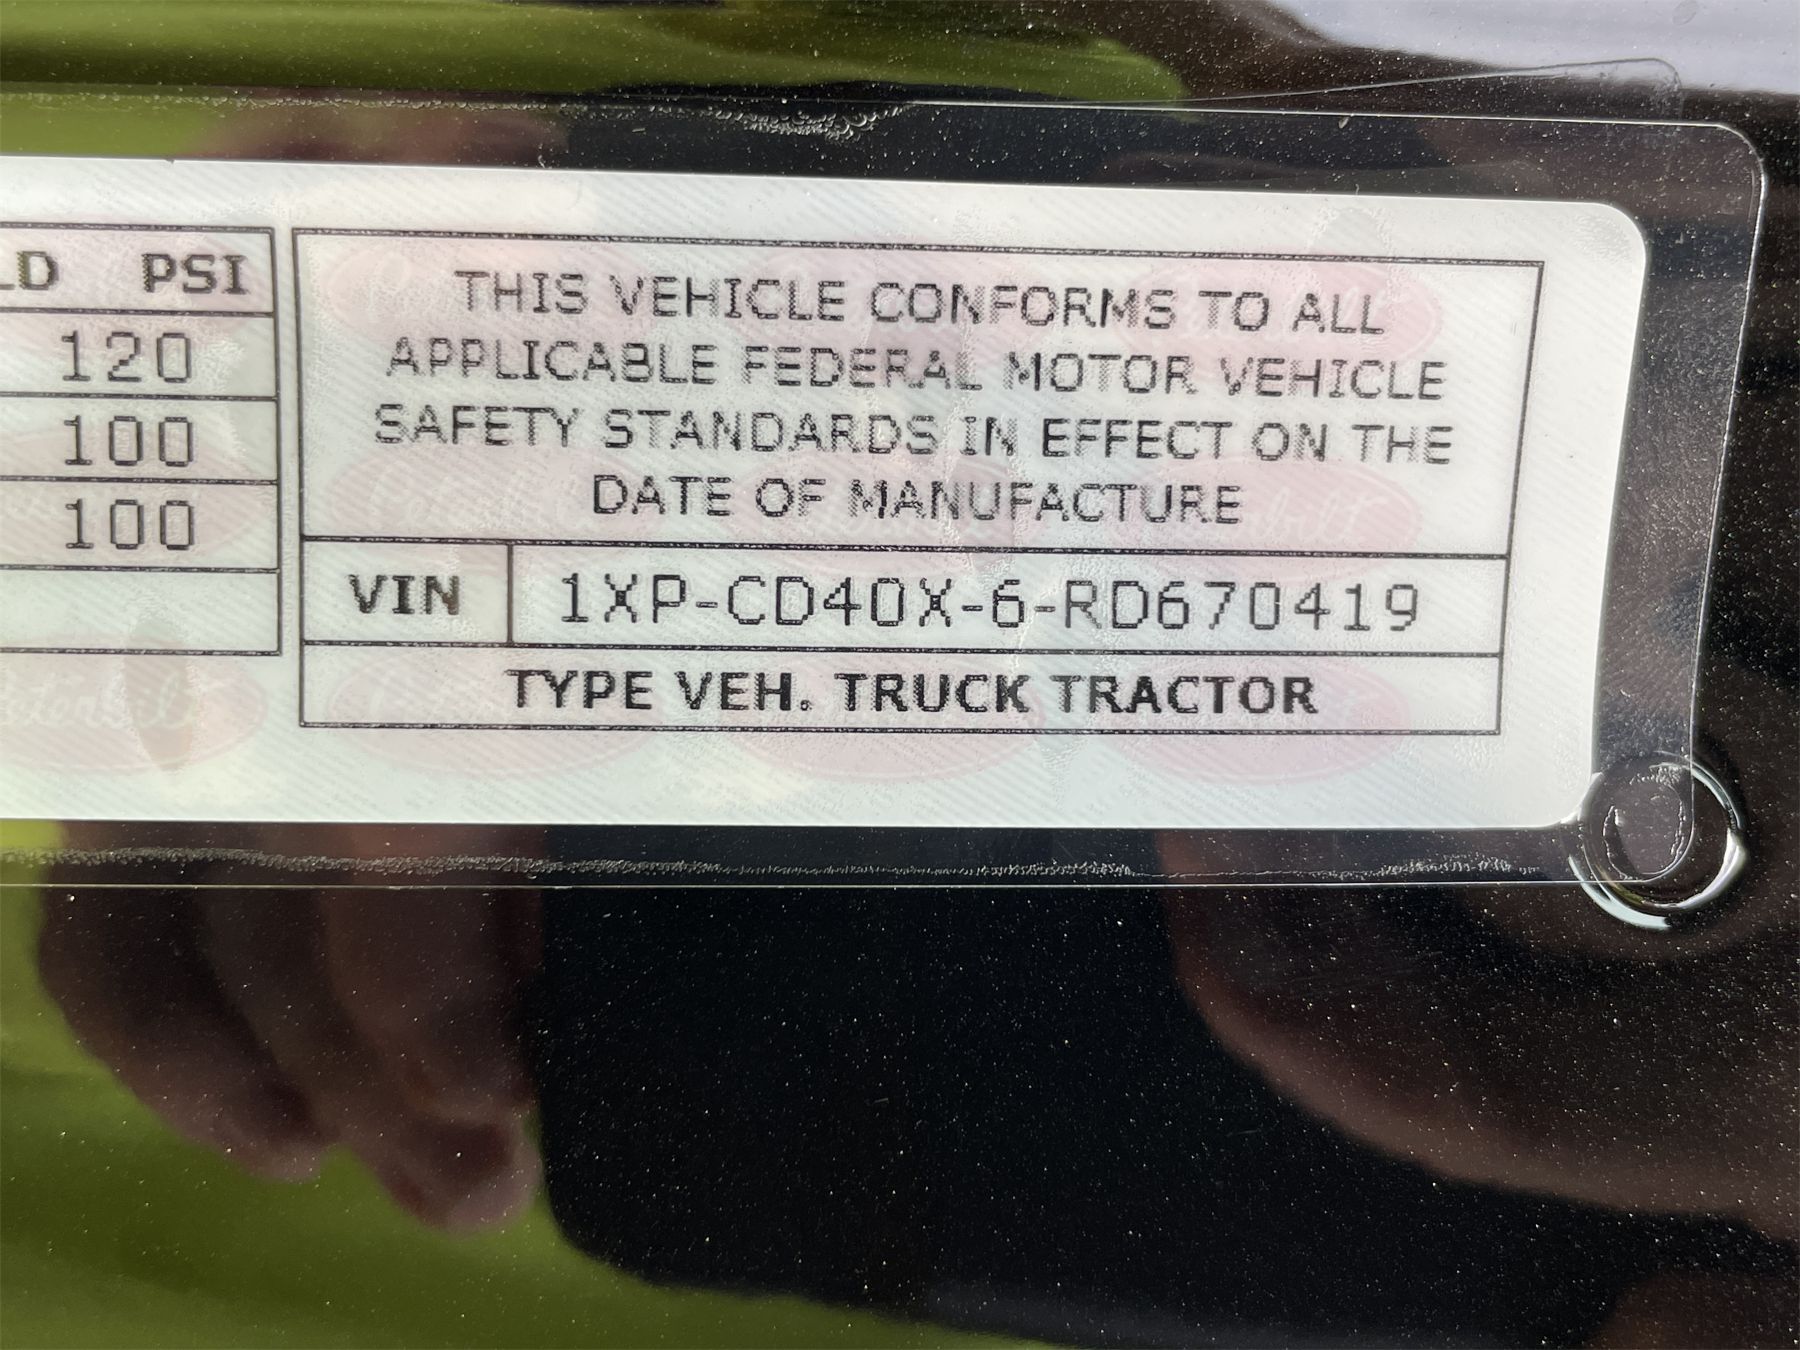 LD PSI
120
100
100
THIS VEHICLE CONFORMS TO ALL
APPLICABLE FEDERAL MOTOR VEHICLE
SAFETY STANDARDS IN EFFECT ON THE
DATE OF MANUFACTURE
VIN 1XP-CD40X-6-RD670419
TYPE VEH. TRUCK TRACTOR